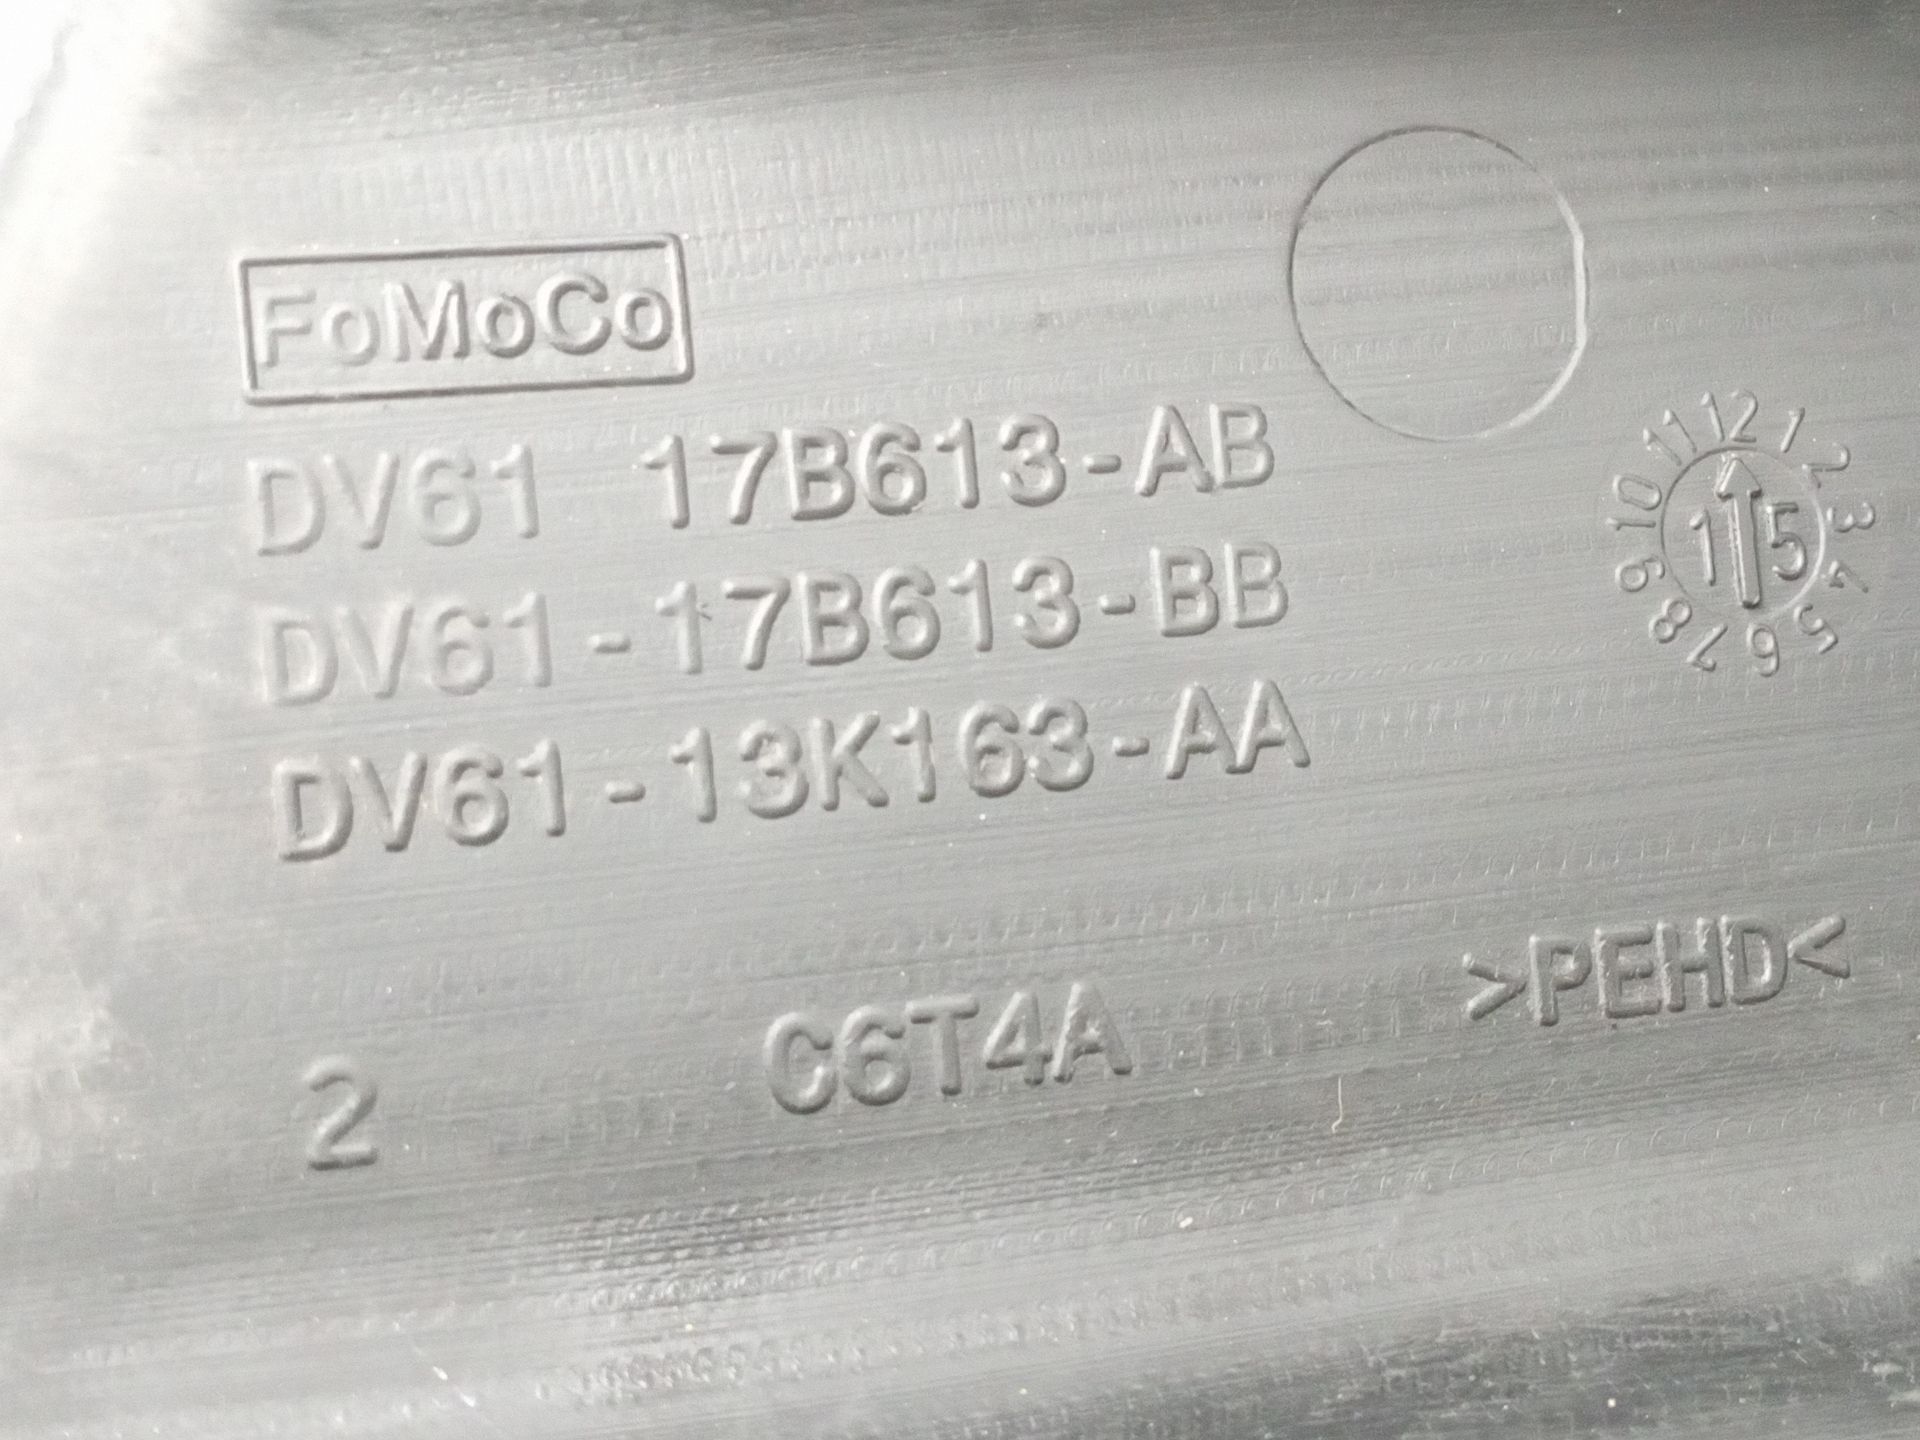 FoMoCo
DV61 17B613-AB
DV61-17B613-BB
DV61-13K163-AA
12 1 2 3 4 5 6 7 8 9 10 11
15
2 C6T4A >PEHD<